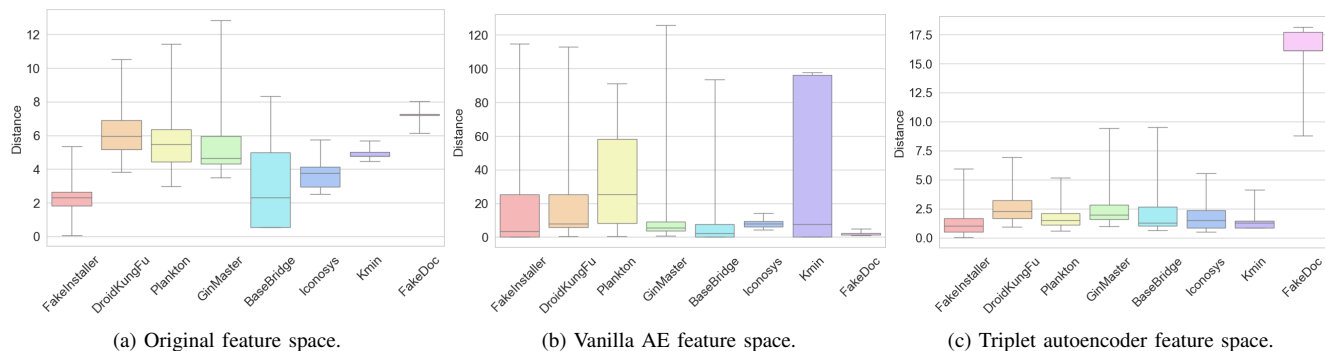 Distance
12
10
8
6
4
2
0
FakeInstaller
DroidKungFu
Plankton
GinMaster
BaseBridge
Iconosys
Kmin
FakeDoc
(a) Original feature space.
Distance
120
100
80
60
40
20
0
FakeInstaller
DroidKungFu
Plankton
GinMaster
BaseBridge
Iconosys
Kmin
FakeDoc
(b) Vanilla AE feature space.
Distance
17.5
15.0
12.5
10.0
7.5
5.0
2.5
0.0
FakeInstaller
DroidKungFu
Plankton
GinMaster
BaseBridge
Iconosys
Kmin
FakeDoc
(c) Triplet autoencoder feature space.